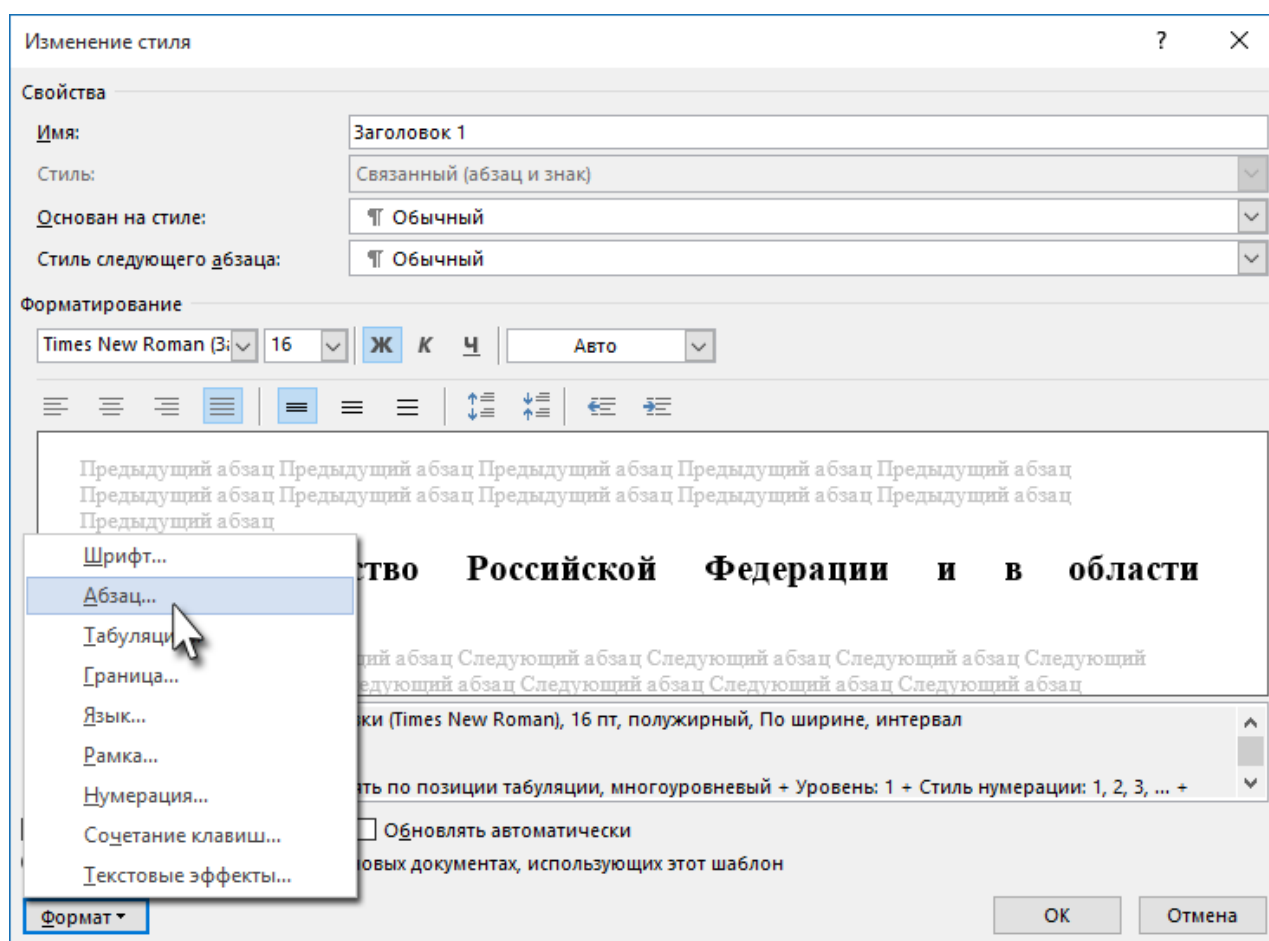 Изменение стиля ?
Свойства
Имя: Заголовок 1
Стиль: Связанный (абзац и знак)
Основан на стиле: ¶ Обычный
Стиль следующего абзаца: ¶ Обычный
Форматирование
Times New Roman (За 16 Ж К Ч Авто
Предыдущий абзац Предыдущий абзац Предыдущий абзац Предыдущий абзац Предыдущий абзац
Предыдущий абзац Предыдущий абзац Предыдущий абзац Предыдущий абзац Предыдущий абзац
Предыдущий абзац
ство Российской Федерации и в области
щий абзац Следующий абзац Следующий абзац Следующий абзац Следующий
едующий абзац Следующий абзац Следующий абзац Следующий абзац
ки (Times New Roman), 16 пт, полужирный, По ширине, интервал
ть по позиции табуляции, многоуровневый + Уровень: 1 + Стиль нумерации: 1, 2, 3, ... +
Обновлять автоматически
овых документах, использующих этот шаблон
Шрифт...
Абзац...
Табуляци
Граница...
Язык...
Рамка...
Нумерация...
Сочетание клавиш...
Текстовые эффекты...
Формат
ОК Отмена